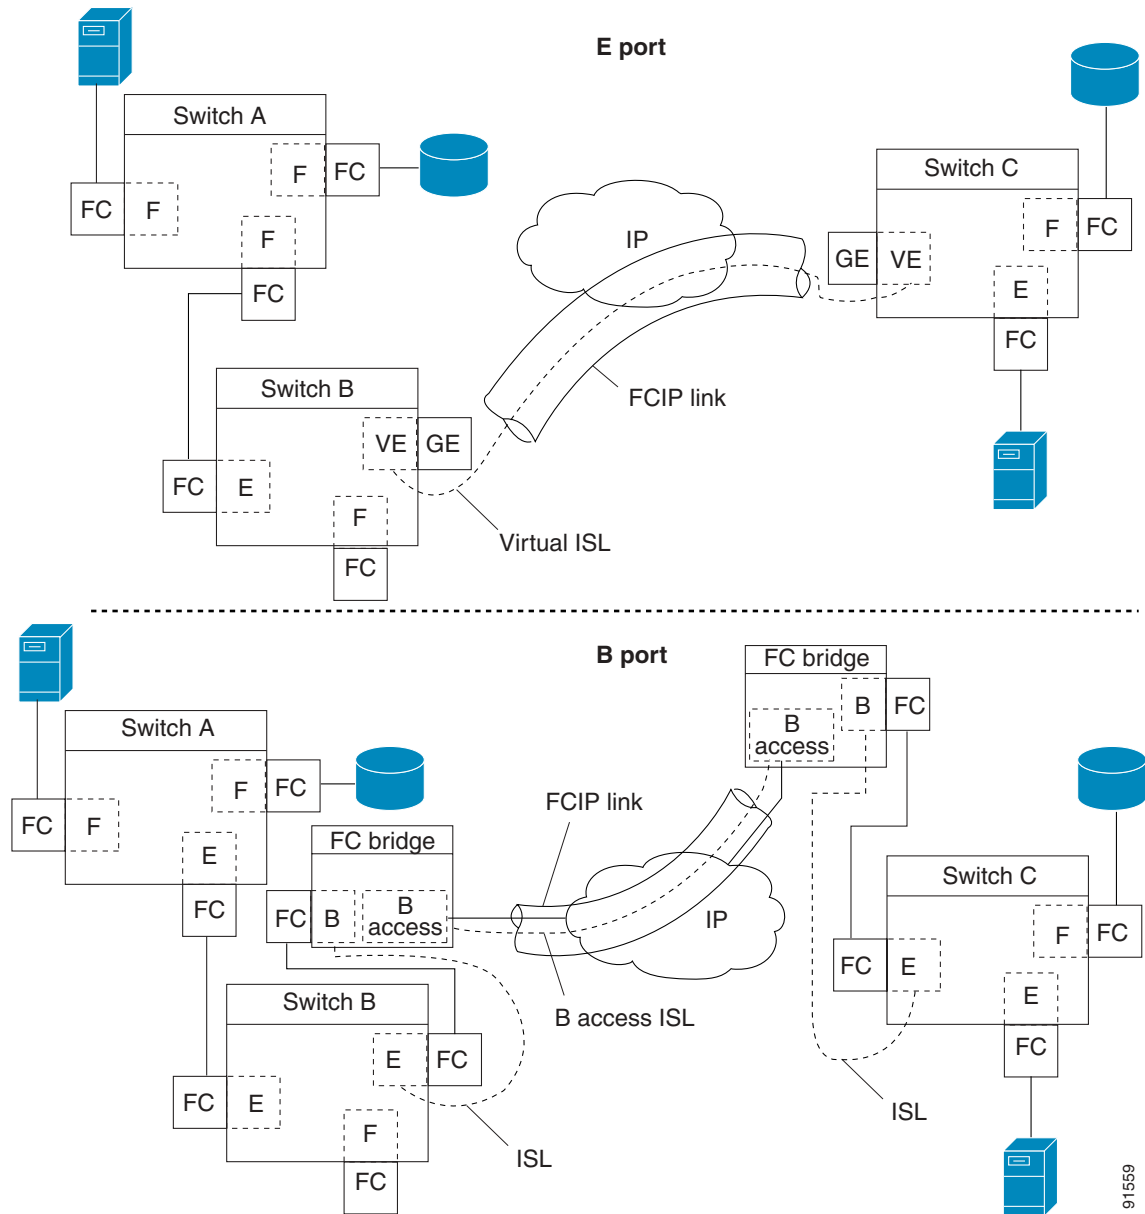 E port
Switch A
F
FC
FC
F
F
FC
Switch C
F
FC
IP
GE
VE
E
FC
FCIP link
Switch B
VE
GE
FC
E
F
FC
Virtual ISL
B port
FC bridge
B
FC
B
access
Switch A
F
FC
FC
F
E
FC
FCIP link
FC bridge
FC
B
B
access
IP
B access ISL
Switch C
F
FC
FC
E
E
FC
ISL
Switch B
E
FC
FC
E
F
FC
ISL
91559